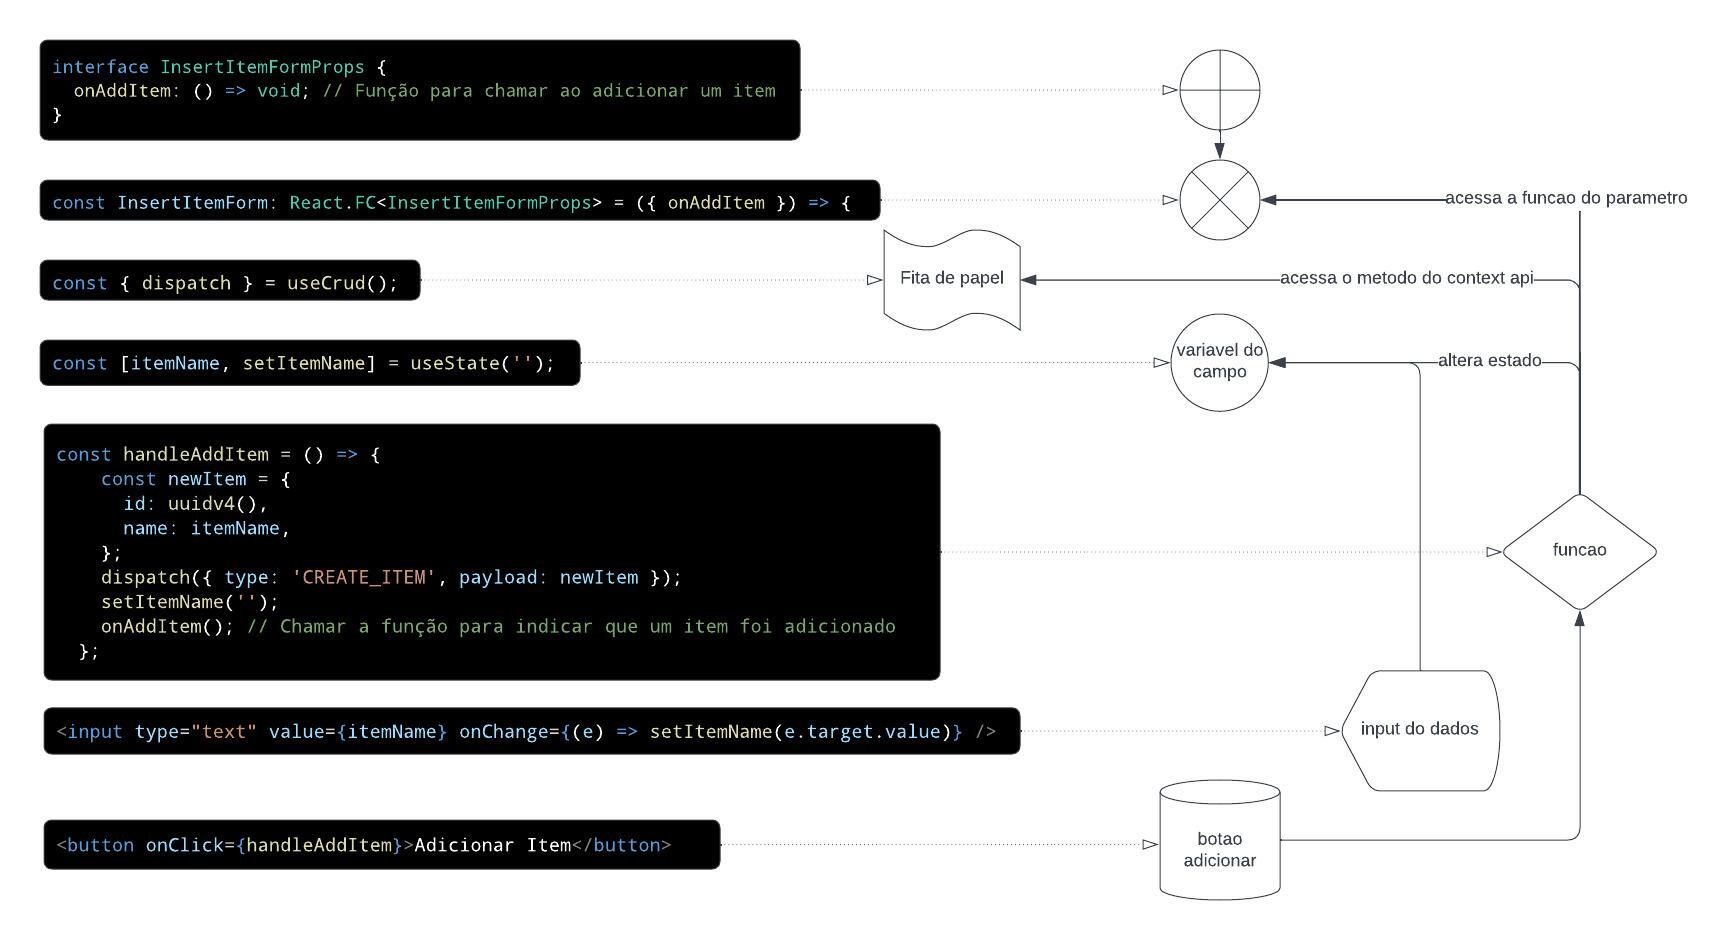 interface InsertItemFormProps {
  onAddItem: () => void; // Função para chamar ao adicionar um item
}
const InsertItemForm: React.FC<InsertItemFormProps> = ({ onAddItem }) => {
acessa a funcao do parametro
const { dispatch } = useCrud();
Fita de papel
acessa o metodo do context api
const [itemName, setItemName] = useState('');
variavel do
campo
altera estado
const handleAddItem = () => {
    const newItem = {
      id: uuidv4(),
      name: itemName,
    };
    dispatch({ type: 'CREATE_ITEM', payload: newItem });
    setItemName('');
    onAddItem(); // Chamar a função para indicar que um item foi adicionado
  };
funcao
<input type="text" value={itemName} onChange={(e) => setItemName(e.target.value)} />
input do dados
<button onClick={handleAddItem}>Adicionar Item</button>
botao
adicionar